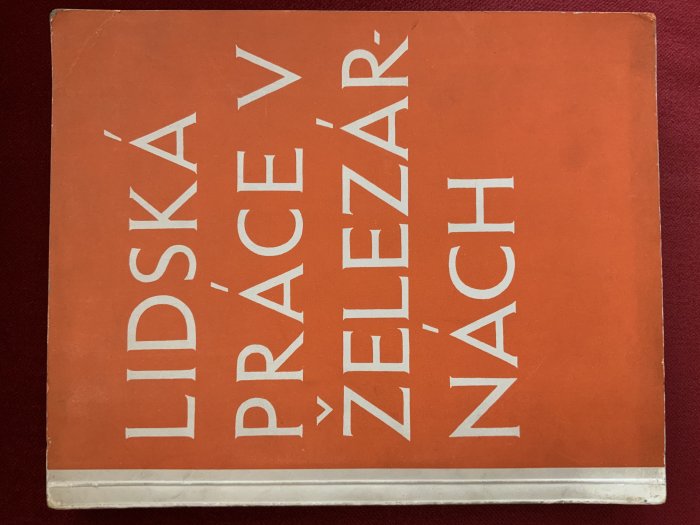 LIDSKÁ
PRÁCE V
ŽELEZÁR-
NÁCH